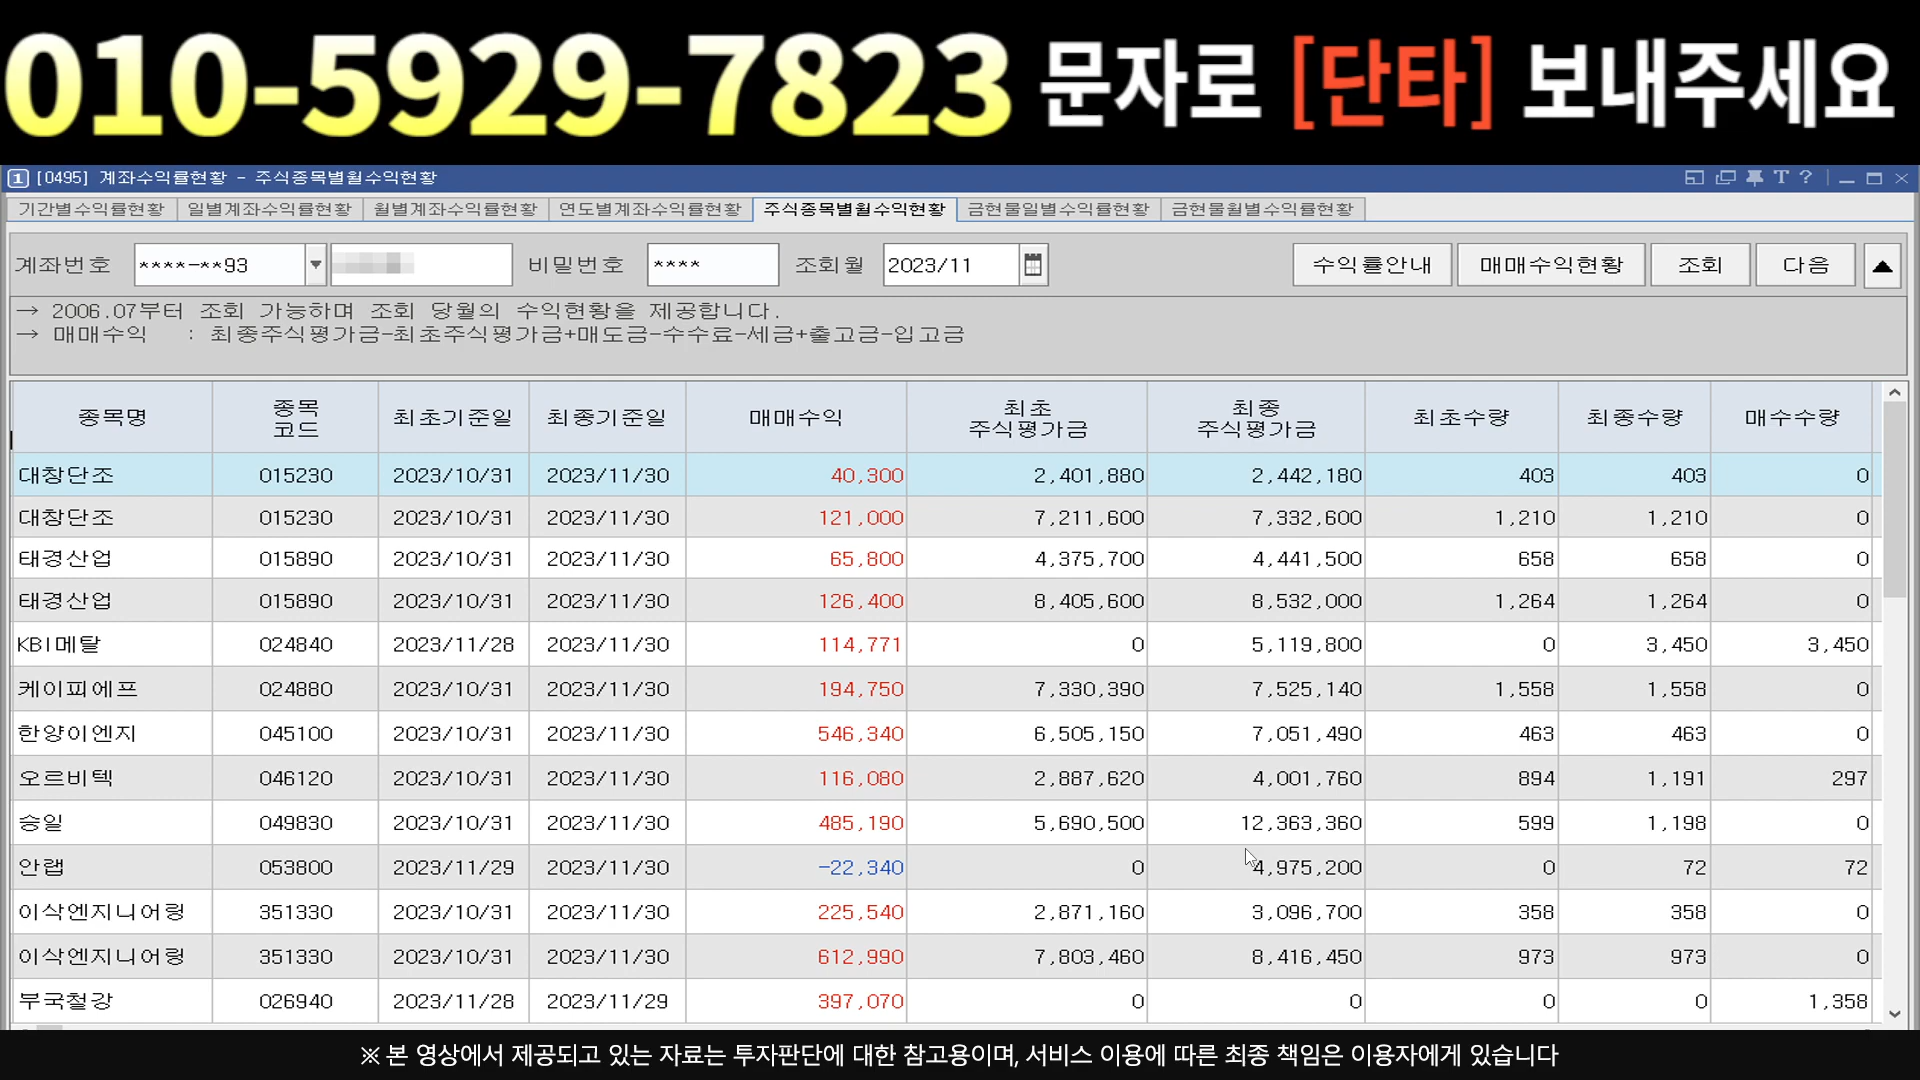 010-5929-7823 문자로 [단타] 보내주세요
1 [0495] 계좌수익률현황 - 주식종목별월수익현황
기간별수익률현황 일별계좌수익률현황 월별계좌수익률현황 연도별계좌수익률현황 주식종목별월수익현황 금현물일별수익률현황 금현물월별수익률현황
계좌번호 ****-**93 비밀번호 **** 조회월 2023/11 수익률안내 매매수익현황 조회 다음 ▲
→ 2006.07부터 조회 가능하며 조회 당월의 수익현황을 제공합니다.
→ 매매수익 : 최종주식평가금-최초주식평가금+매도금-수수료-세금+출고금-입고금
종목명 종목코드 최초기준일 최종기준일 매매수익 최초주식평가금 최종주식평가금 최초수량 최종수량 매수수량
대창단조 015230 2023/10/31 2023/11/30 40,300 2,401,880 2,442,180 403 403 0
대창단조 015230 2023/10/31 2023/11/30 121,000 7,211,600 7,332,600 1,210 1,210 0
태경산업 015890 2023/10/31 2023/11/30 65,800 4,375,700 4,441,500 658 658 0
태경산업 015890 2023/10/31 2023/11/30 126,400 8,405,600 8,532,000 1,264 1,264 0
KBI메탈 024840 2023/11/28 2023/11/30 114,771 0 5,119,800 0 3,450 3,450
케이피에프 024880 2023/10/31 2023/11/30 194,750 7,330,390 7,525,140 1,558 1,558 0
한양이엔지 045100 2023/10/31 2023/11/30 546,340 6,505,150 7,051,490 463 463 0
오르비텍 046120 2023/10/31 2023/11/30 116,080 2,887,620 4,001,760 894 1,191 297
승일 049830 2023/10/31 2023/11/30 485,190 5,690,500 12,363,360 599 1,198 0
안랩 053800 2023/11/29 2023/11/30 -22,340 0 4,975,200 0 72 72
이삭엔지니어링 351330 2023/10/31 2023/11/30 225,540 2,871,160 3,096,700 358 358 0
이삭엔지니어링 351330 2023/10/31 2023/11/30 612,990 7,803,460 8,416,450 973 973 0
부국철강 026940 2023/11/28 2023/11/29 397,070 0 0 0 0 1,358
※ 본 영상에서 제공되고 있는 자료는 투자판단에 대한 참고용이며, 서비스 이용에 따른 최종 책임은 이용자에게 있습니다